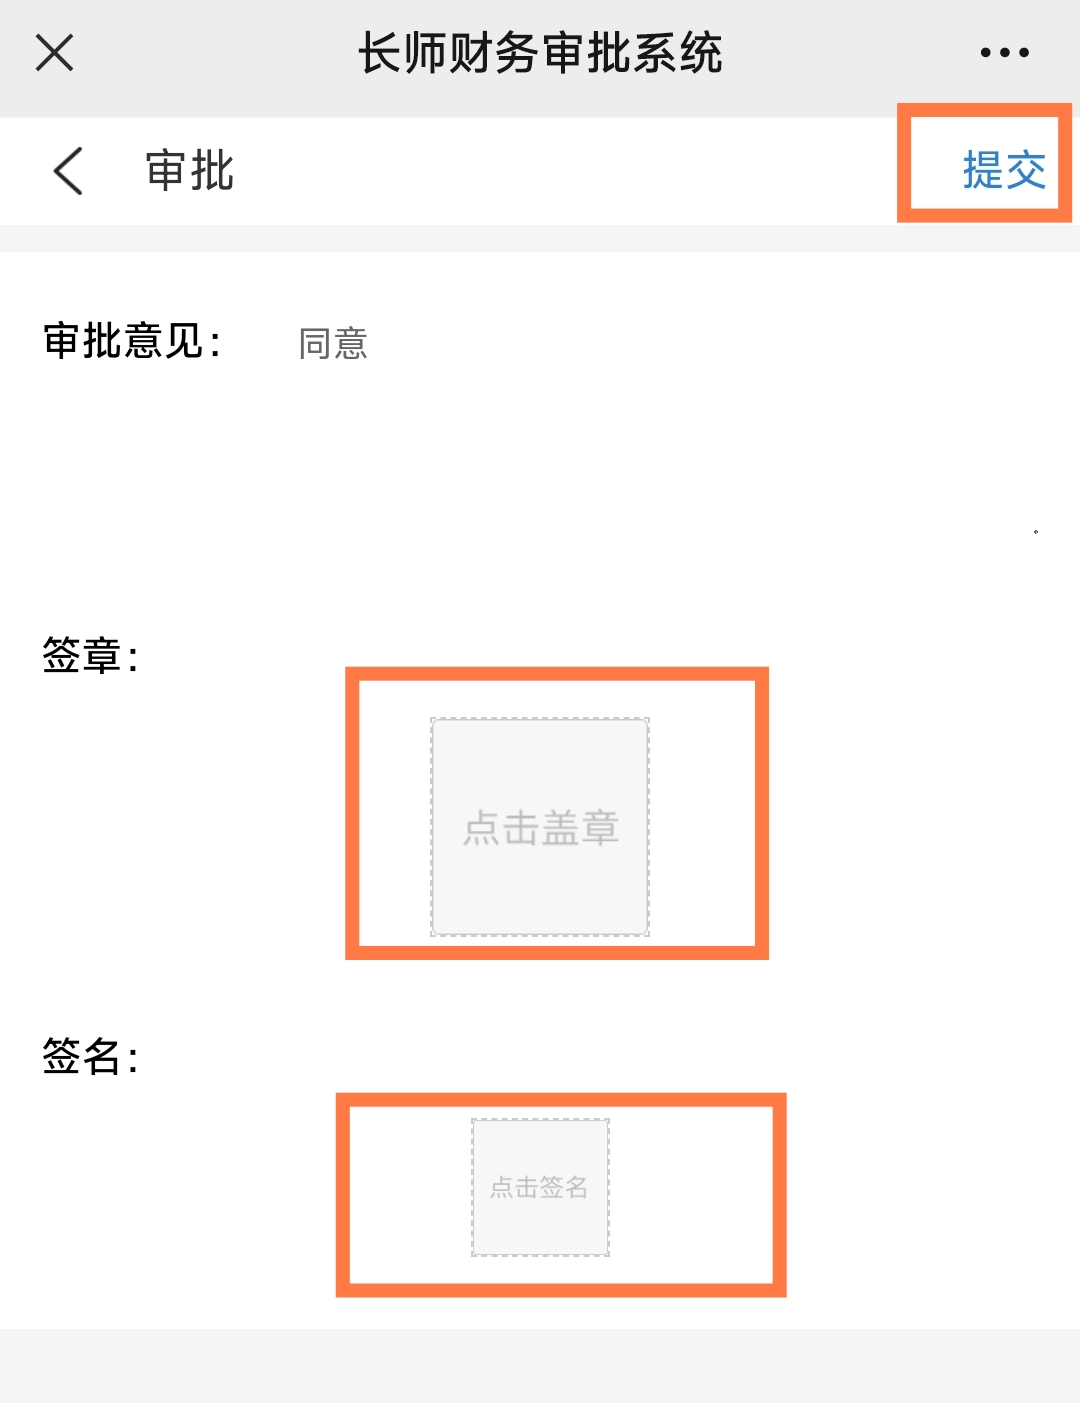 长师财务审批系统
审批
提交
审批意见：
同意
签章：
点击盖章
签名：
点击签名